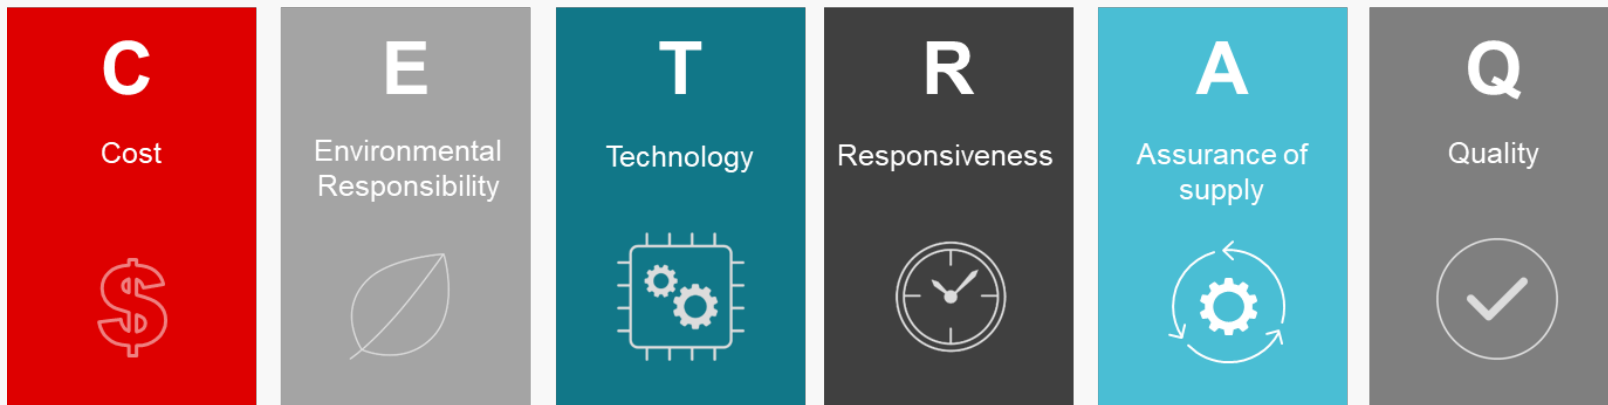 C
Cost
E
Environmental
Responsibility
T
Technology
R
Responsiveness
A
Assurance of
supply
Q
Quality